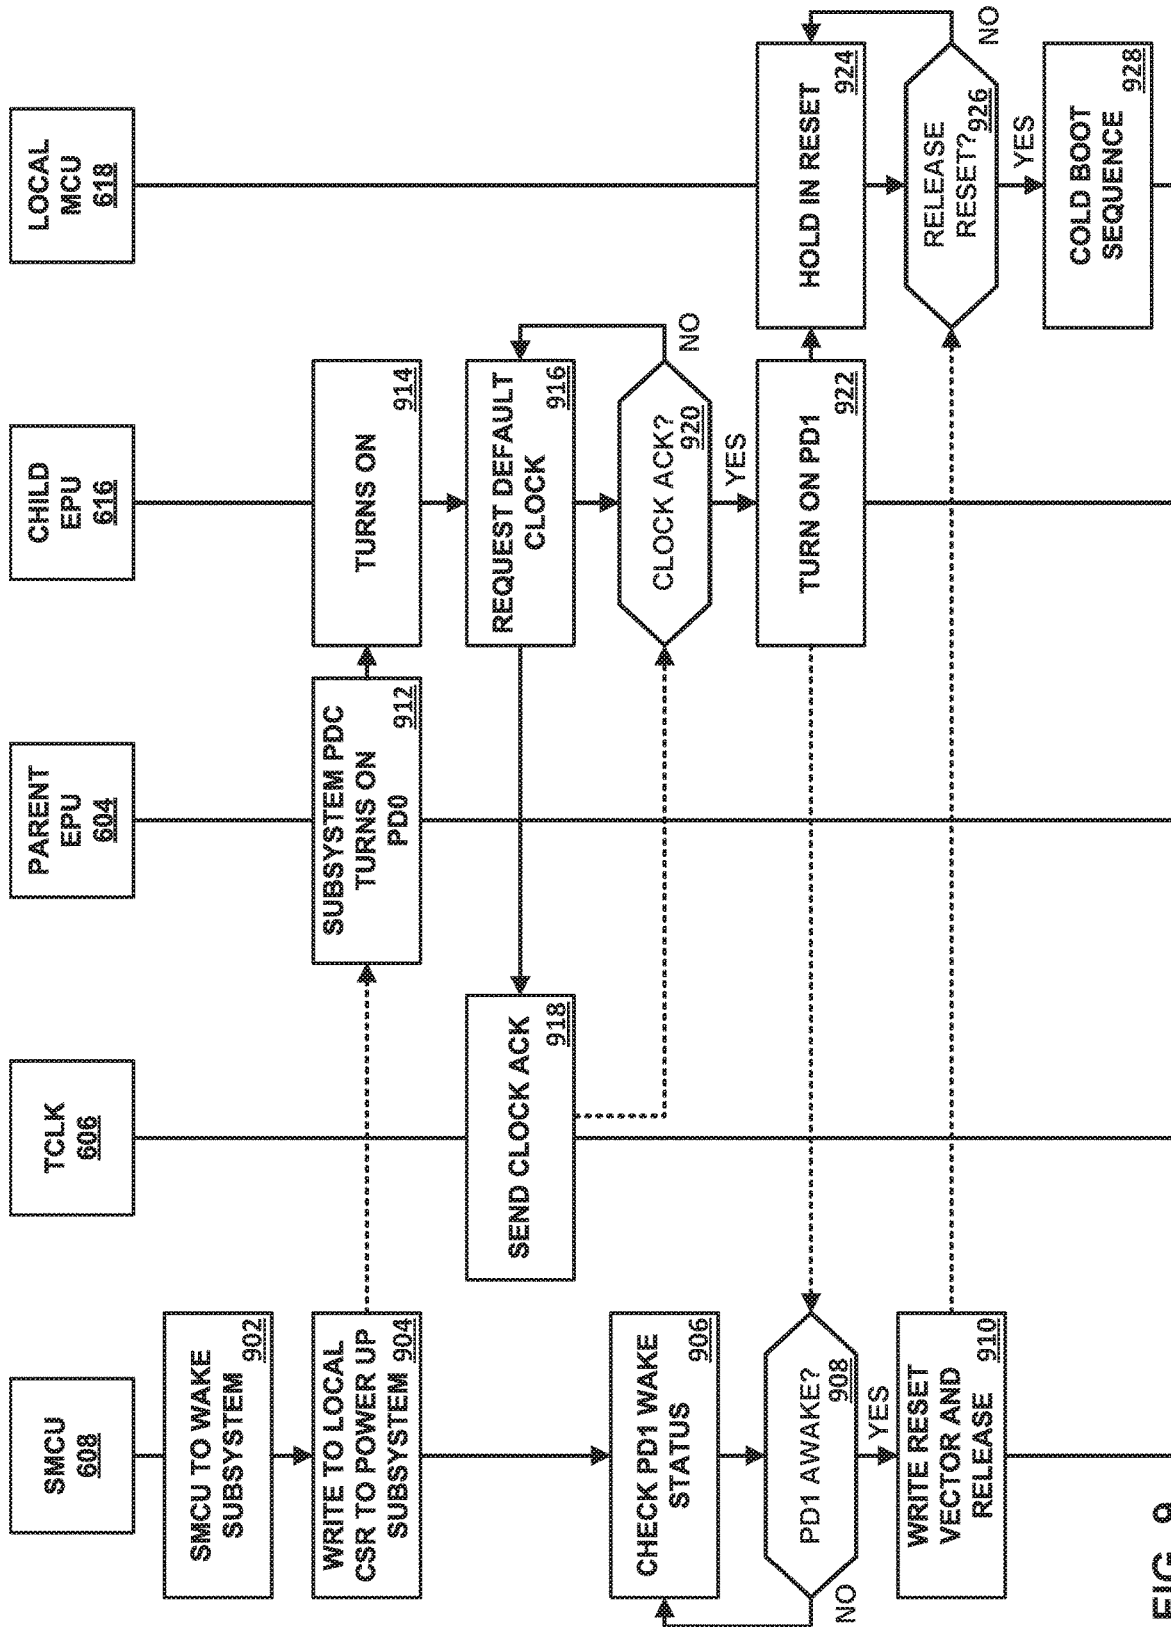 SMCU
608
TCLK
606
PARENT
EPU
604
CHILD
EPU
616
LOCAL
MCU
618
SMCU TO WAKE
SUBSYSTEM
902
WRITE TO LOCAL
CSR TO POWER UP
SUBSYSTEM
904
SUBSYSTEM PDC
TURNS ON
PD0
912
TURNS ON
914
SEND CLOCK ACK
918
REQUEST DEFAULT
CLOCK
916
CHECK PD1 WAKE
STATUS
906
CLOCK ACK?
920
NO
YES
PD1 AWAKE?
908
NO
YES
TURN ON PD1
922
HOLD IN RESET
924
WRITE RESET
VECTOR AND
RELEASE
910
RELEASE
RESET?
926
NO
YES
COLD BOOT
SEQUENCE
928
FIG. 9